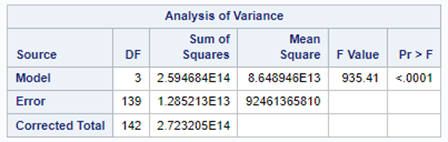 Analysis of Variance
Source DF Sum of Squares Mean Square F Value Pr > F
Model 3 2.594684E14 8.648946E13 935.41 <.0001
Error 139 1.285213E13 92461365810
Corrected Total 142 2.723205E14